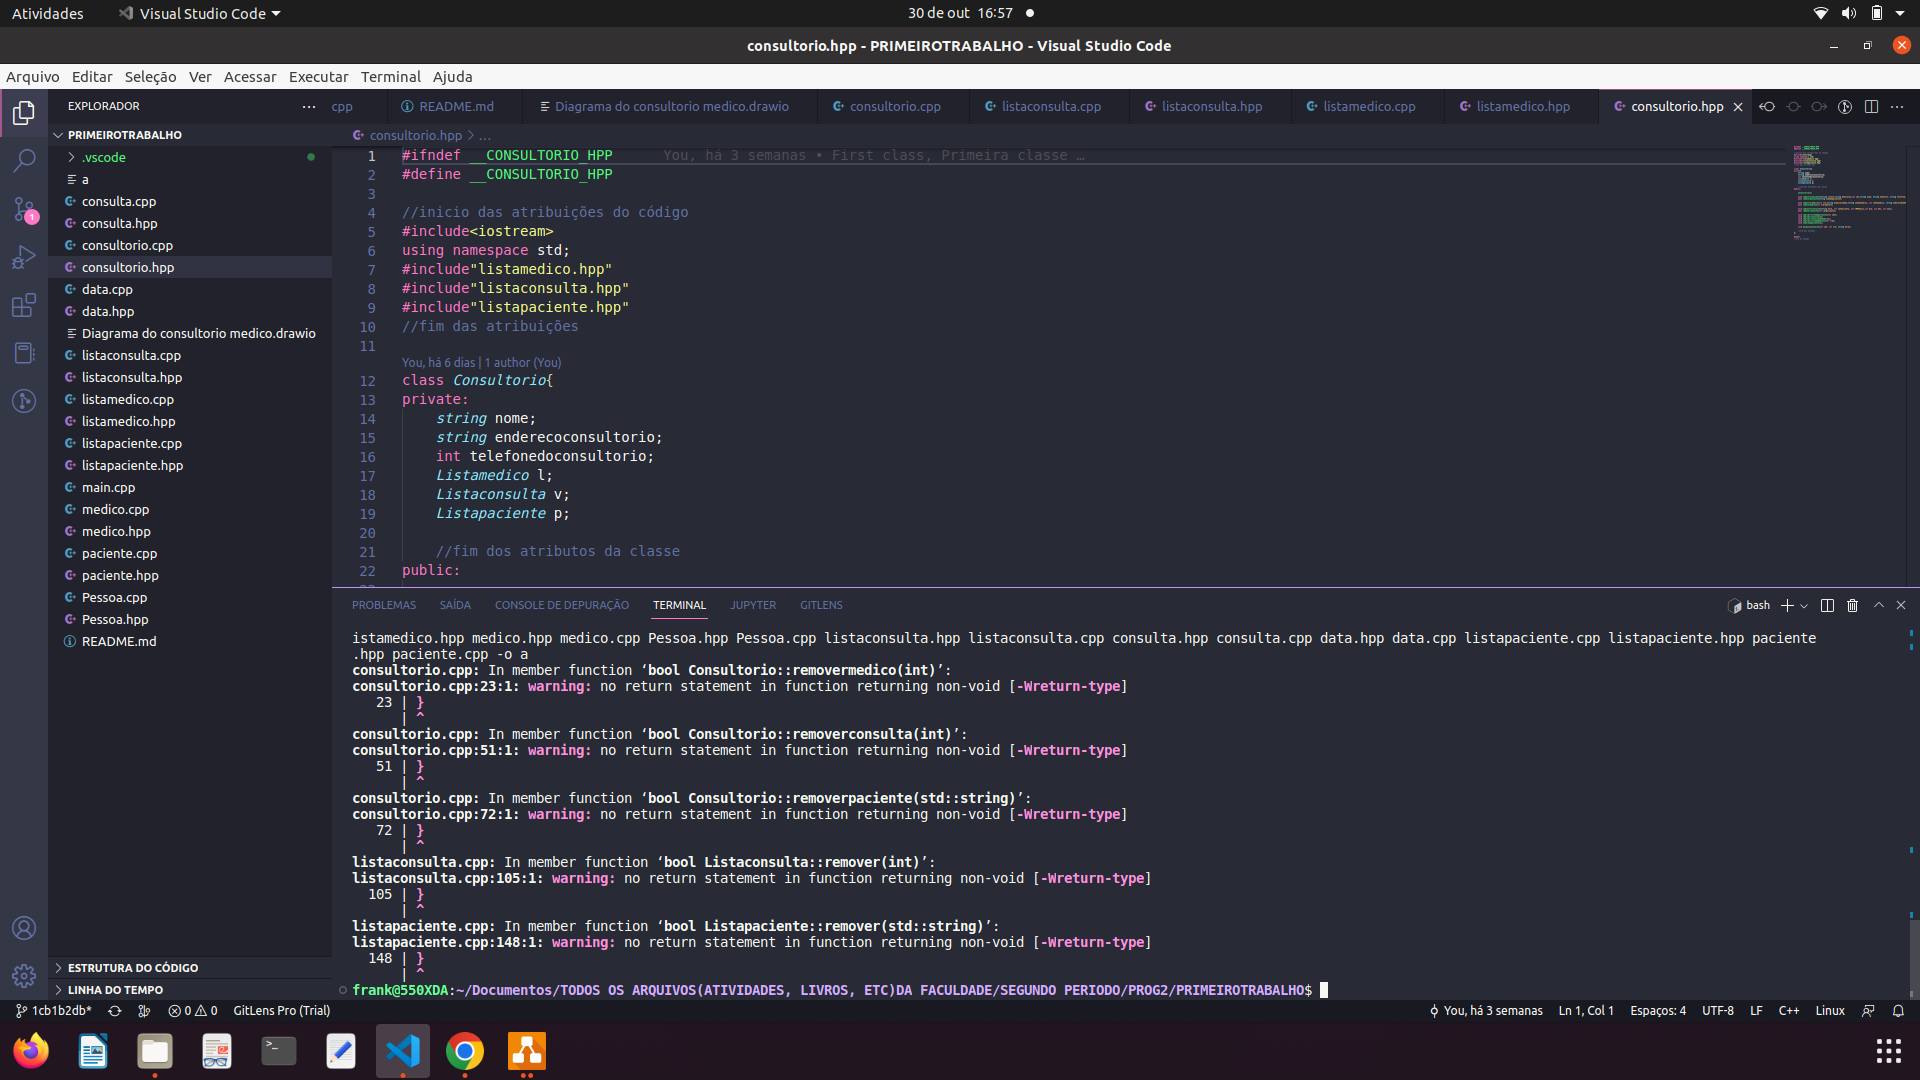 Atividades
Visual Studio Code
30 de out 16:57
consultorio.hpp - PRIMEIROTRABALHO - Visual Studio Code
Arquivo Editar Seleção Ver Acessar Executar Terminal Ajuda
EXPLORADOR
cpp
README.md
Diagrama do consultorio medico.drawio
consultorio.cpp
listaconsulta.cpp
listaconsulta.hpp
listamedico.cpp
listamedico.hpp
consultorio.hpp
PRIMEIROTRABALHO
.vscode
a
consulta.cpp
consulta.hpp
consultorio.cpp
consultorio.hpp
data.cpp
data.hpp
Diagrama do consultorio medico.drawio
listaconsulta.cpp
listaconsulta.hpp
listamedico.cpp
listamedico.hpp
listapaciente.cpp
listapaciente.hpp
main.cpp
medico.cpp
medico.hpp
paciente.cpp
paciente.hpp
Pessoa.cpp
Pessoa.hpp
README.md
ESTRUTURA DO CÓDIGO
LINHA DO TEMPO
1
consultorio.hpp > ...
1 #ifndef __CONSULTORIO_HPP You, há 3 semanas • First class, Primeira classe …
2 #define __CONSULTORIO_HPP
3
4 //inicio das atribuições do código
5 #include<iostream>
6 using namespace std;
7 #include"listamedico.hpp"
8 #include"listaconsulta.hpp"
9 #include"listapaciente.hpp"
10 //fim das atribuições
11
You, há 6 dias | 1 author (You)
12 class Consultorio{
13 private:
14 string nome;
15 string enderecoconsultorio;
16 int telefonedoconsultorio;
17 Listamedico l;
18 Listaconsulta v;
19 Listapaciente p;
20
21 //fim dos atributos da classe
22 public:
PROBLEMAS SAÍDA CONSOLE DE DEPURAÇÃO TERMINAL JUPYTER GITLENS
bash
istamedico.hpp medico.hpp medico.cpp Pessoa.hpp Pessoa.cpp listaconsulta.hpp listaconsulta.cpp consulta.hpp consulta.cpp data.hpp data.cpp listapaciente.cpp listapaciente.hpp paciente
.hpp paciente.cpp -o a
consultorio.cpp: In member function ‘bool Consultorio::removermedico(int)’:
consultorio.cpp:23:1: warning: no return statement in function returning non-void [-Wreturn-type]
23 | }
| ^
consultorio.cpp: In member function ‘bool Consultorio::removerconsulta(int)’:
consultorio.cpp:51:1: warning: no return statement in function returning non-void [-Wreturn-type]
51 | }
| ^
consultorio.cpp: In member function ‘bool Consultorio::removerpaciente(std::string)’:
consultorio.cpp:72:1: warning: no return statement in function returning non-void [-Wreturn-type]
72 | }
| ^
listaconsulta.cpp: In member function ‘bool Listaconsulta::remover(int)’:
listaconsulta.cpp:105:1: warning: no return statement in function returning non-void [-Wreturn-type]
105 | }
| ^
listapaciente.cpp: In member function ‘bool Listapaciente::remover(std::string)’:
listapaciente.cpp:148:1: warning: no return statement in function returning non-void [-Wreturn-type]
148 | }
| ^
frank@550XDA:~/Documentos/TODOS OS ARQUIVOS(ATIVIDADES, LIVROS, ETC)DA FACULDADE/SEGUNDO PERIODO/PROG2/PRIMEIROTRABALHO$
1cb1b2db* 0 0 GitLens Pro (Trial)
You, há 3 semanas Ln 1, Col 1 Espaços: 4 UTF-8 LF C++ Linux